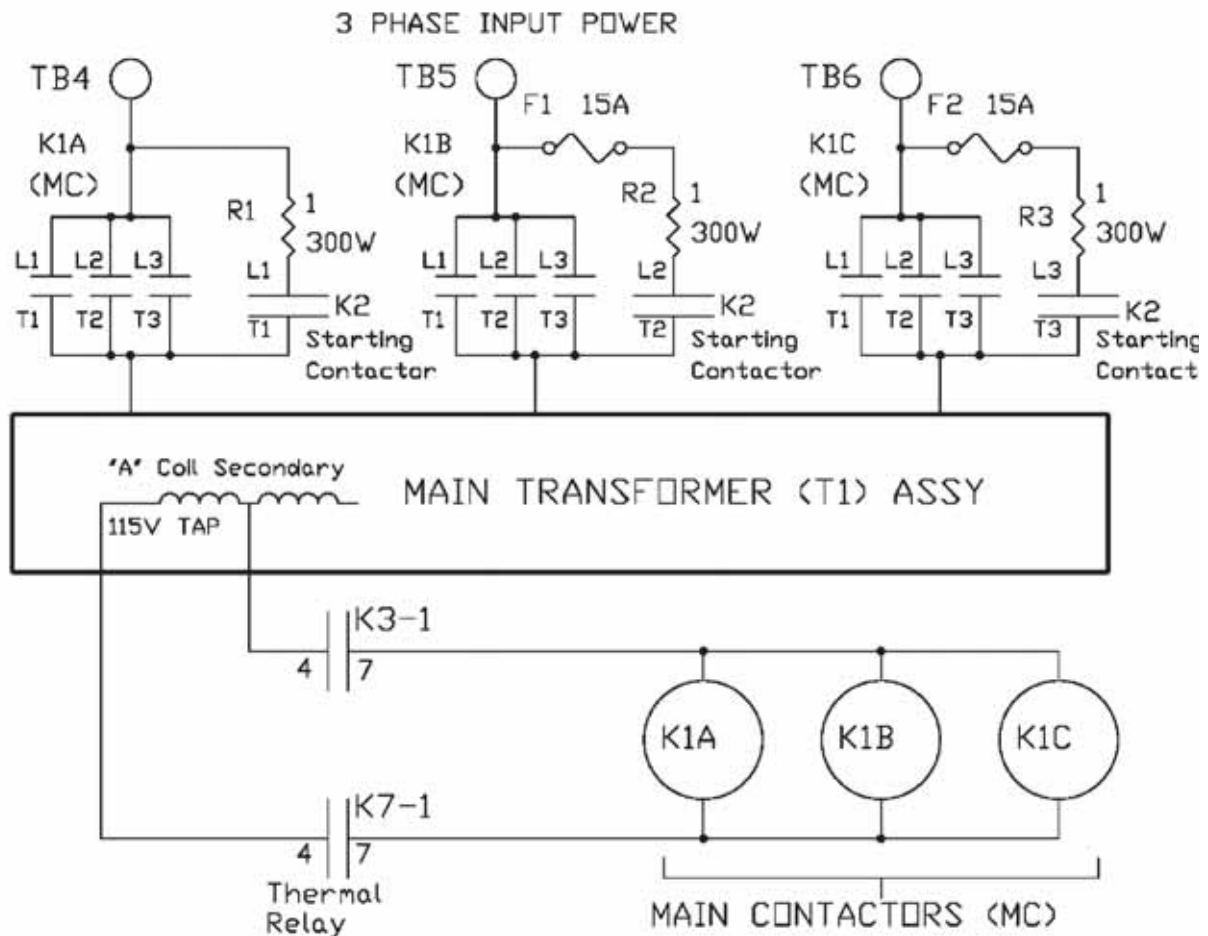 3 PHASE INPUT POWER
TB4
TB5
TB6
F1 15A
F2 15A
K1A
(MC)
K1B
(MC)
K1C
(MC)
R1
1
300W
R2
1
300W
R3
1
300W
L1 L2 L3
L1
L1 L2 L3
L2
L1 L2 L3
L3
T1 T2 T3
T1
K2
Starting
Contactor
T1 T2 T3
T2
K2
Starting
Contactor
T1 T2 T3
T3
K2
Starting
Contact
"A" Coil Secondary
115V TAP
MAIN TRANSFORMER (T1) ASSY
K3-1
4 7
K1A
K1B
K1C
K7-1
4 7
Thermal
Relay
MAIN CONTACTORS (MC)